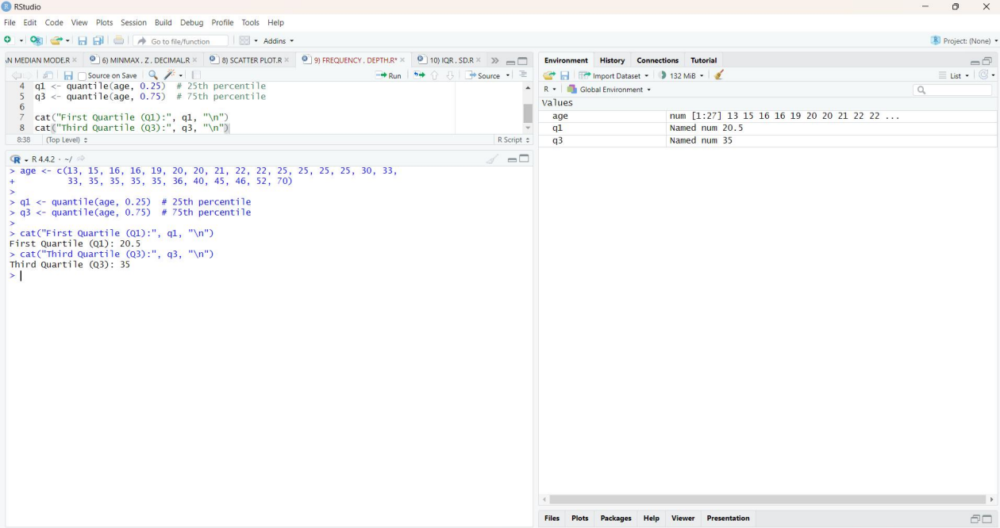 RStudio
File Edit Code View Plots Session Build Debug Profile Tools Help
Go to file/function Addins Project: (None)
N MEDIAN MODE.R 6) MINMAX , Z , DECIMAL.R 8) SCATTER PLOT.R 9) FREQUENCY , DEPTH.R* 10) IQR , SD.R
Source on Save Run Source
4 q1 <- quantile(age, 0.25) # 25th percentile
5 q3 <- quantile(age, 0.75) # 75th percentile
6
7 cat("First Quartile (Q1):", q1, "\n")
8 cat("Third Quartile (Q3):", q3, "\n")
8:38 (Top Level) R Script
R R 4.4.2 · ~/
> age <- c(13, 15, 16, 16, 19, 20, 20, 21, 22, 22, 25, 25, 25, 25, 30, 33,
+ 33, 35, 35, 35, 35, 36, 40, 45, 46, 52, 70)
>
> q1 <- quantile(age, 0.25) # 25th percentile
> q3 <- quantile(age, 0.75) # 75th percentile
>
> cat("First Quartile (Q1):", q1, "\n")
First Quartile (Q1): 20.5
> cat("Third Quartile (Q3):", q3, "\n")
Third Quartile (Q3): 35
>
Environment History Connections Tutorial
Import Dataset 132 MiB List
R Global Environment
Values
age num [1:27] 13 15 16 16 19 20 20 21 22 22 ...
q1 Named num 20.5
q3 Named num 35
Files Plots Packages Help Viewer Presentation